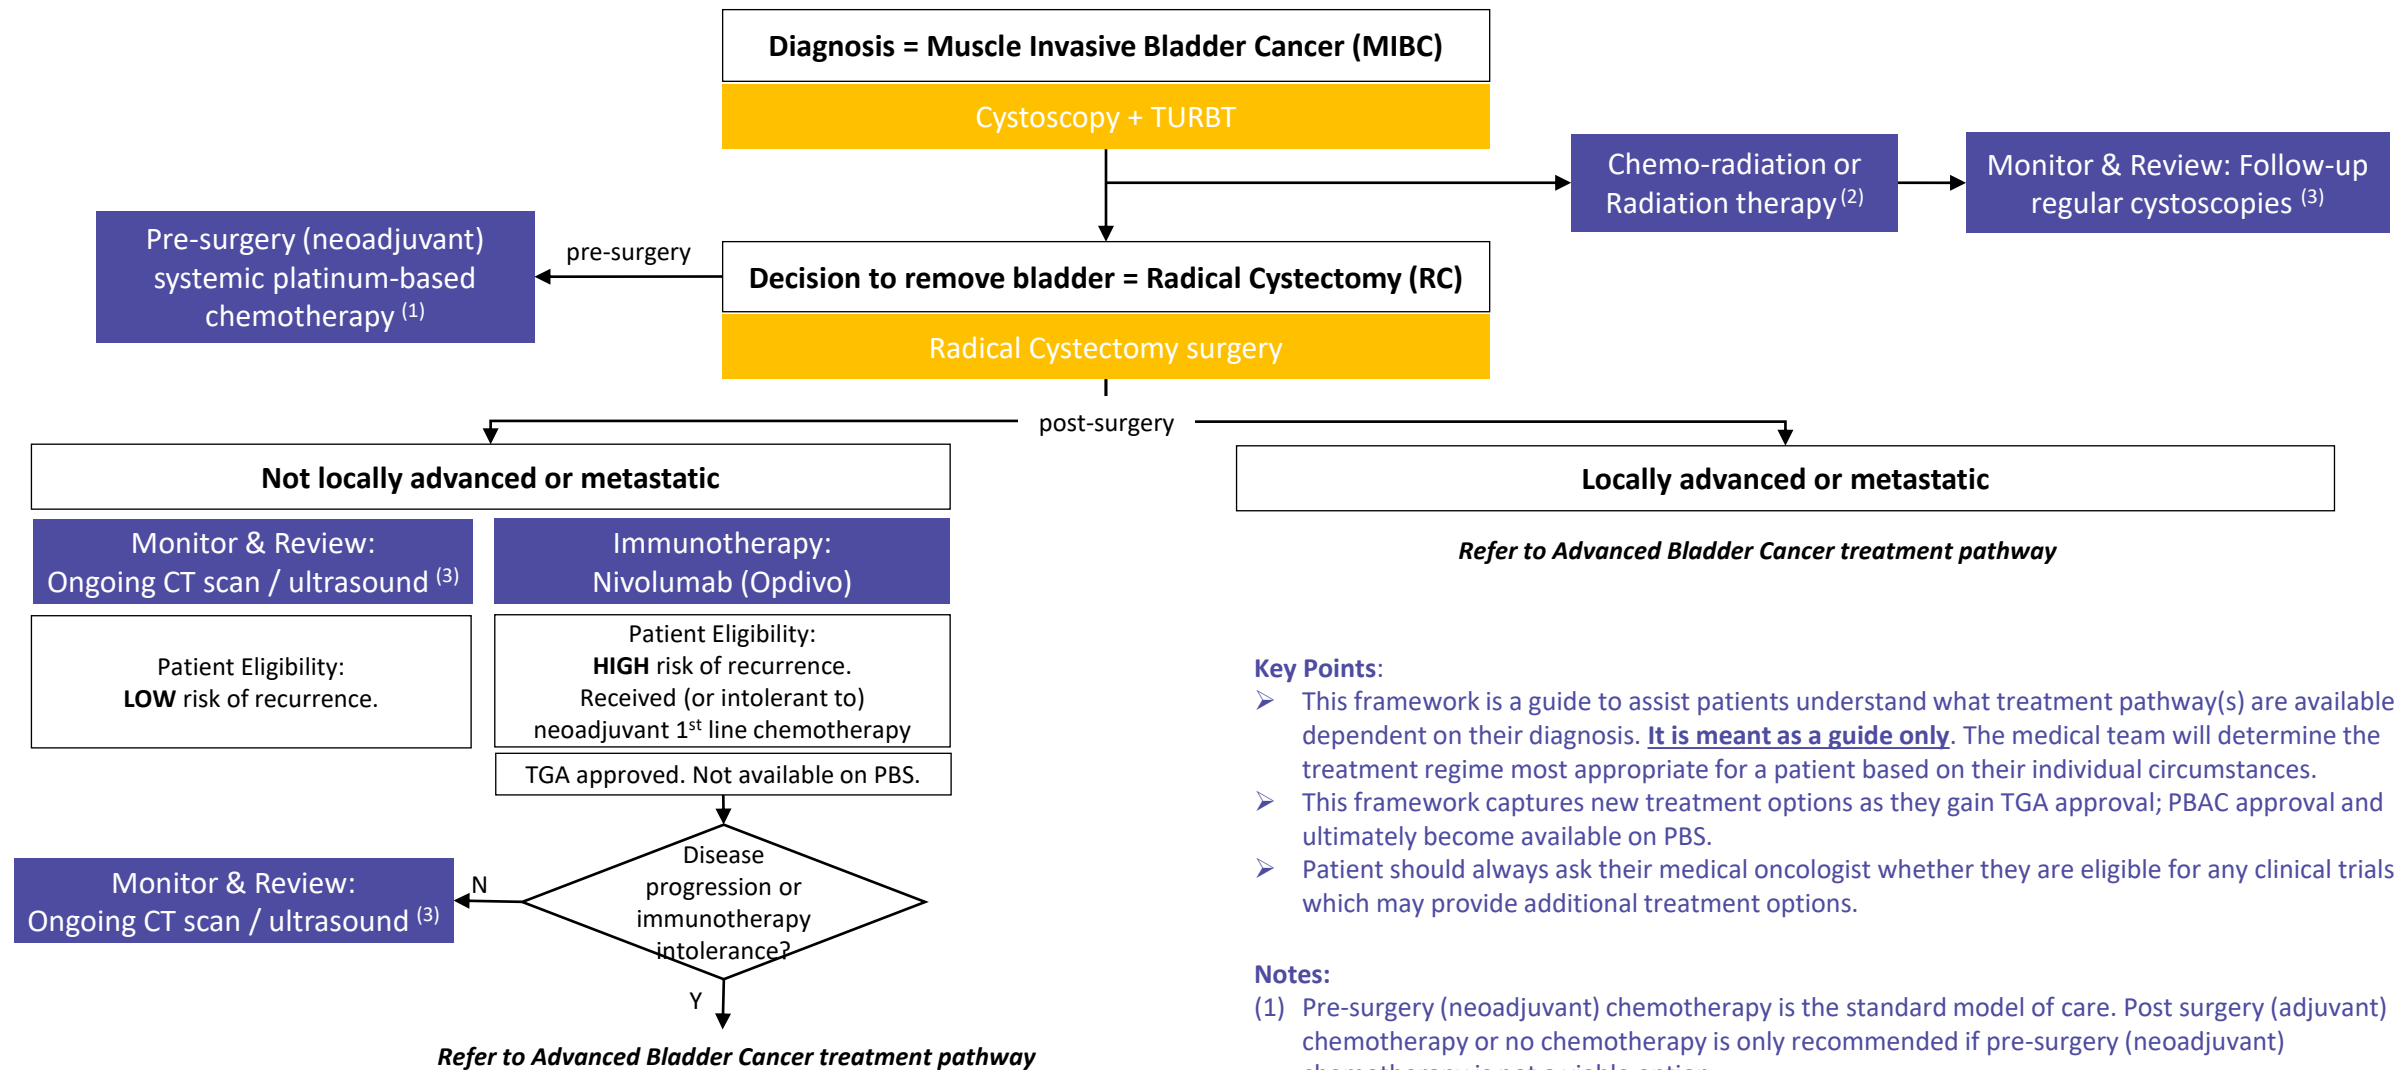 Diagnosis = Muscle Invasive Bladder Cancer (MIBC)
Cystoscopy + TURBT
Chemo-radiation or
Radiation therapy (2)
Monitor & Review: Follow-up
regular cystoscopies (3)
Pre-surgery (neoadjuvant)
systemic platinum-based
chemotherapy (1)
pre-surgery
Decision to remove bladder = Radical Cystectomy (RC)
Radical Cystectomy surgery
post-surgery
Not locally advanced or metastatic
Monitor & Review:
Ongoing CT scan / ultrasound (3)
Patient Eligibility:
LOW risk of recurrence.
Immunotherapy:
Nivolumab (Opdivo)
Patient Eligibility:
HIGH risk of recurrence.
Received (or intolerant to)
neoadjuvant 1st line chemotherapy
TGA approved. Not available on PBS.
Disease
progression or
immunotherapy
intolerance?
N
Monitor & Review:
Ongoing CT scan / ultrasound (3)
Y
Refer to Advanced Bladder Cancer treatment pathway
Locally advanced or metastatic
Refer to Advanced Bladder Cancer treatment pathway
Key Points:
➢ This framework is a guide to assist patients understand what treatment pathway(s) are available
dependent on their diagnosis. It is meant as a guide only. The medical team will determine the
treatment regime most appropriate for a patient based on their individual circumstances.
➢ This framework captures new treatment options as they gain TGA approval; PBAC approval and
ultimately become available on PBS.
➢ Patient should always ask their medical oncologist whether they are eligible for any clinical trials
which may provide additional treatment options.
Notes:
(1) Pre-surgery (neoadjuvant) chemotherapy is the standard model of care. Post surgery (adjuvant)
chemotherapy or no chemotherapy is only recommended if pre-surgery (neoadjuvant)
chemotherapy is not a viable option